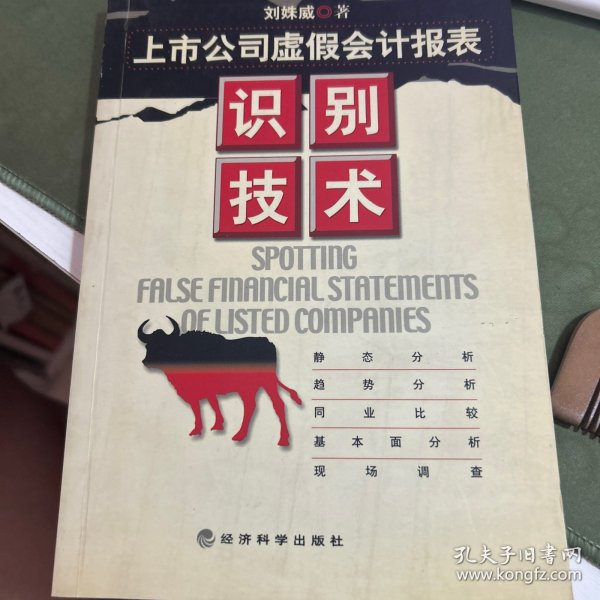 刘姝威◎著
上市公司虚假会计报表
识别
技术
SPOTTING
FALSE FINANCIAL STATEMENTS
OF LISTED COMPANIES
静态分析
趋势分析
同业比较
基本面分析
现场调查
经济科学出版社
孔夫子旧书网
www.kongfz.com